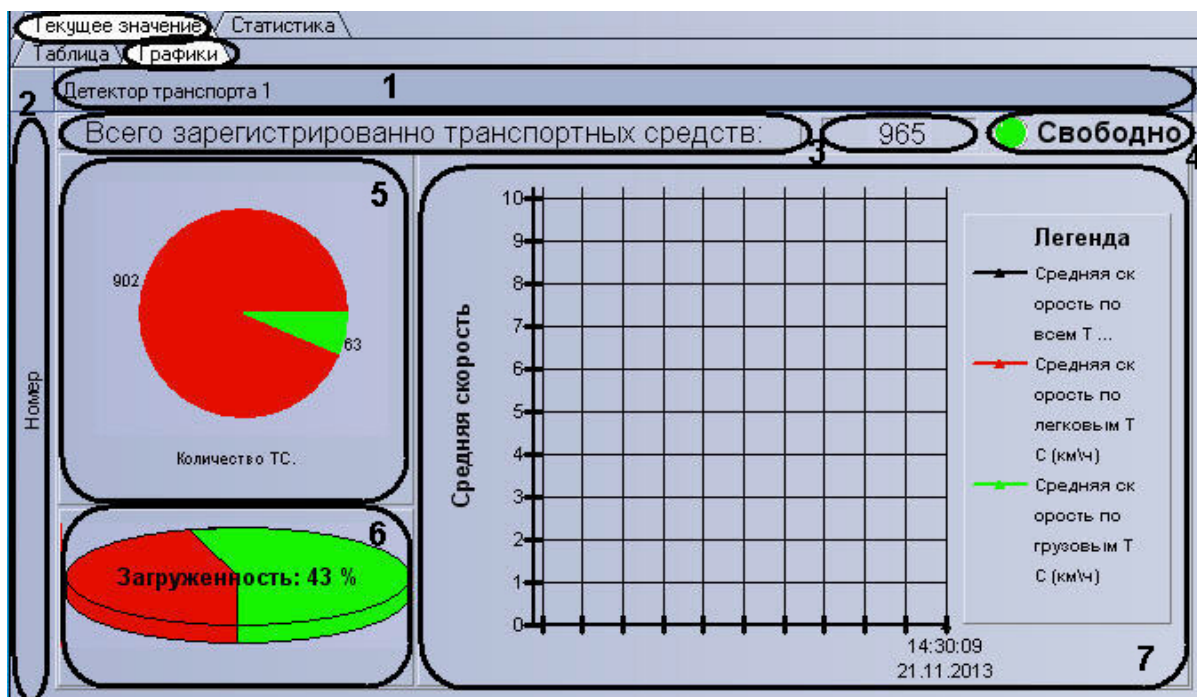 Текущее значение Статистика
Таблица Графики
1
Детектор транспорта 1
2
Всего зарегистрированно транспортных средств: 965 Свободно
3
4
5
902
63
Количество ТС.
Номер
6
Загруженность: 43 %
Средняя скорость
10
9
8
7
6
5
4
3
2
1
0
14:30:09
21.11.2013
Легенда
Средняя ск
орость по
всем Т ...
Средняя ск
орость по
легковым Т
С (км\ч)
Средняя ск
орость по
грузовым Т
С (км\ч)
7